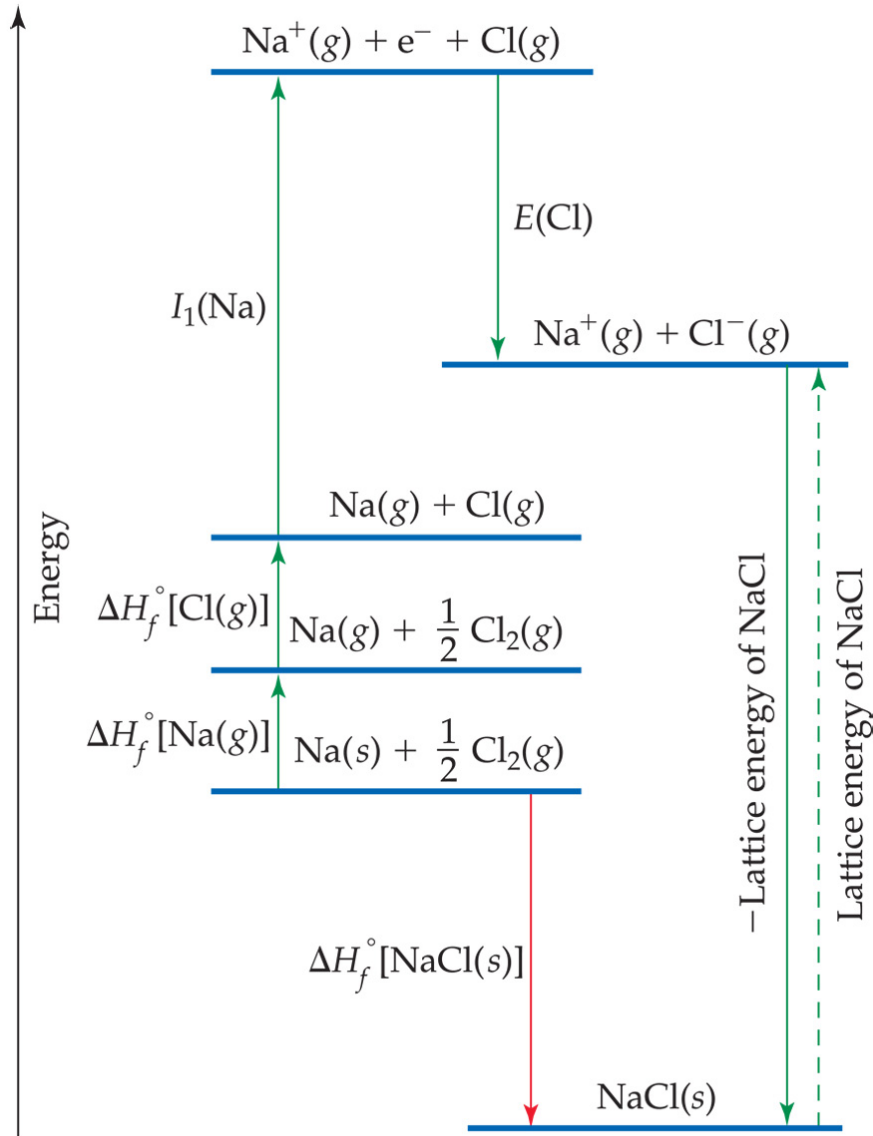 Na⁺(g) + e⁻ + Cl(g)
E(Cl)
I₁(Na)
Na⁺(g) + Cl⁻(g)
Na(g) + Cl(g)
Energy
ΔH°f[Cl(g)]
Na(g) + 1/2 Cl₂(g)
ΔH°f[Na(g)]
Na(s) + 1/2 Cl₂(g)
−Lattice energy of NaCl
Lattice energy of NaCl
ΔH°f[NaCl(s)]
NaCl(s)